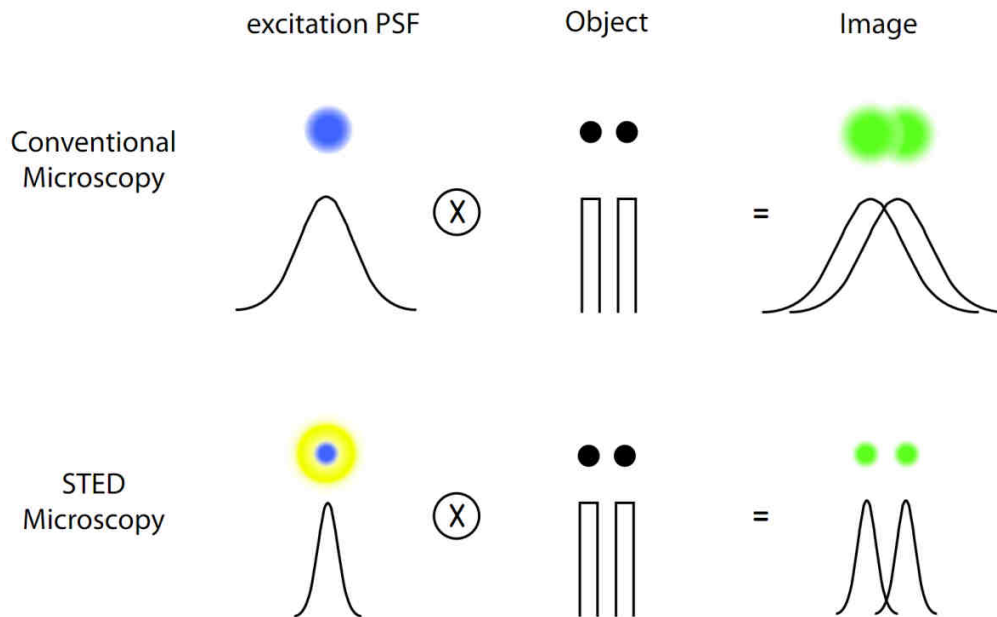 excitation PSF
Object
Image
Conventional
Microscopy
X
=
STED
Microscopy
X
=